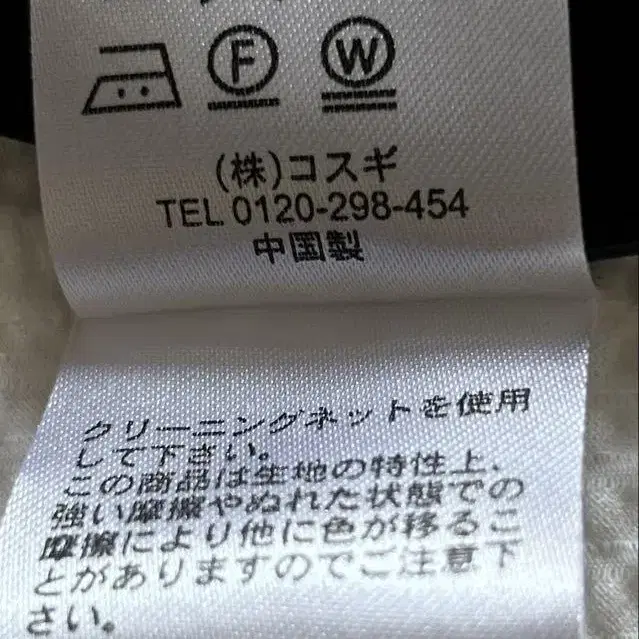 F W
(株)コスギ
TEL 0120-298-454
中国製
クリーニングネットを使用
して下さい。
この商品は生地の特性上、
強い摩擦やぬれた状態での
摩擦により他に色が移るこ
とがありますのでご注意下
さい。